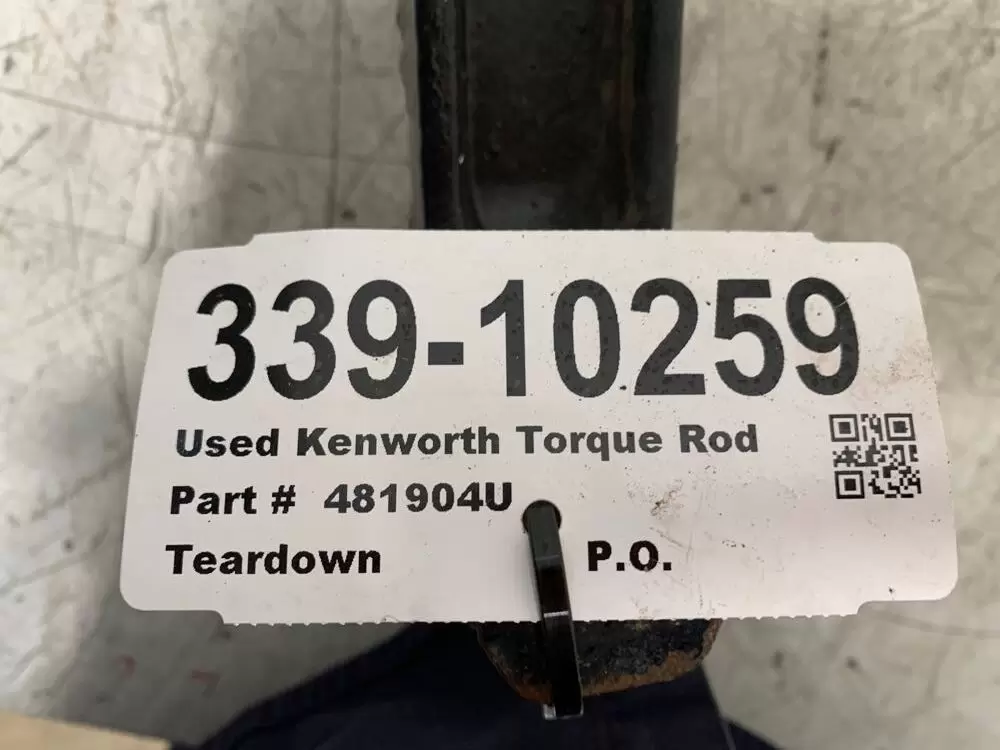 339-10259
Used Kenworth Torque Rod
Part # 481904U
Teardown P.O.